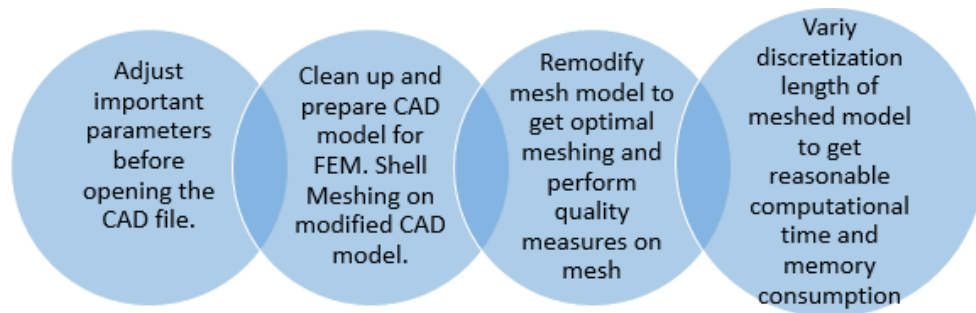 Adjust
important
parameters
before
opening the
CAD file.
Clean up and
prepare CAD
model for
FEM. Shell
Meshing on
modified CAD
model.
Remodify
mesh model to
get optimal
meshing and
perform
quality
measures on
mesh
Variy
discretization
length of
meshed model
to get
reasonable
computational
time and
memory
consumption